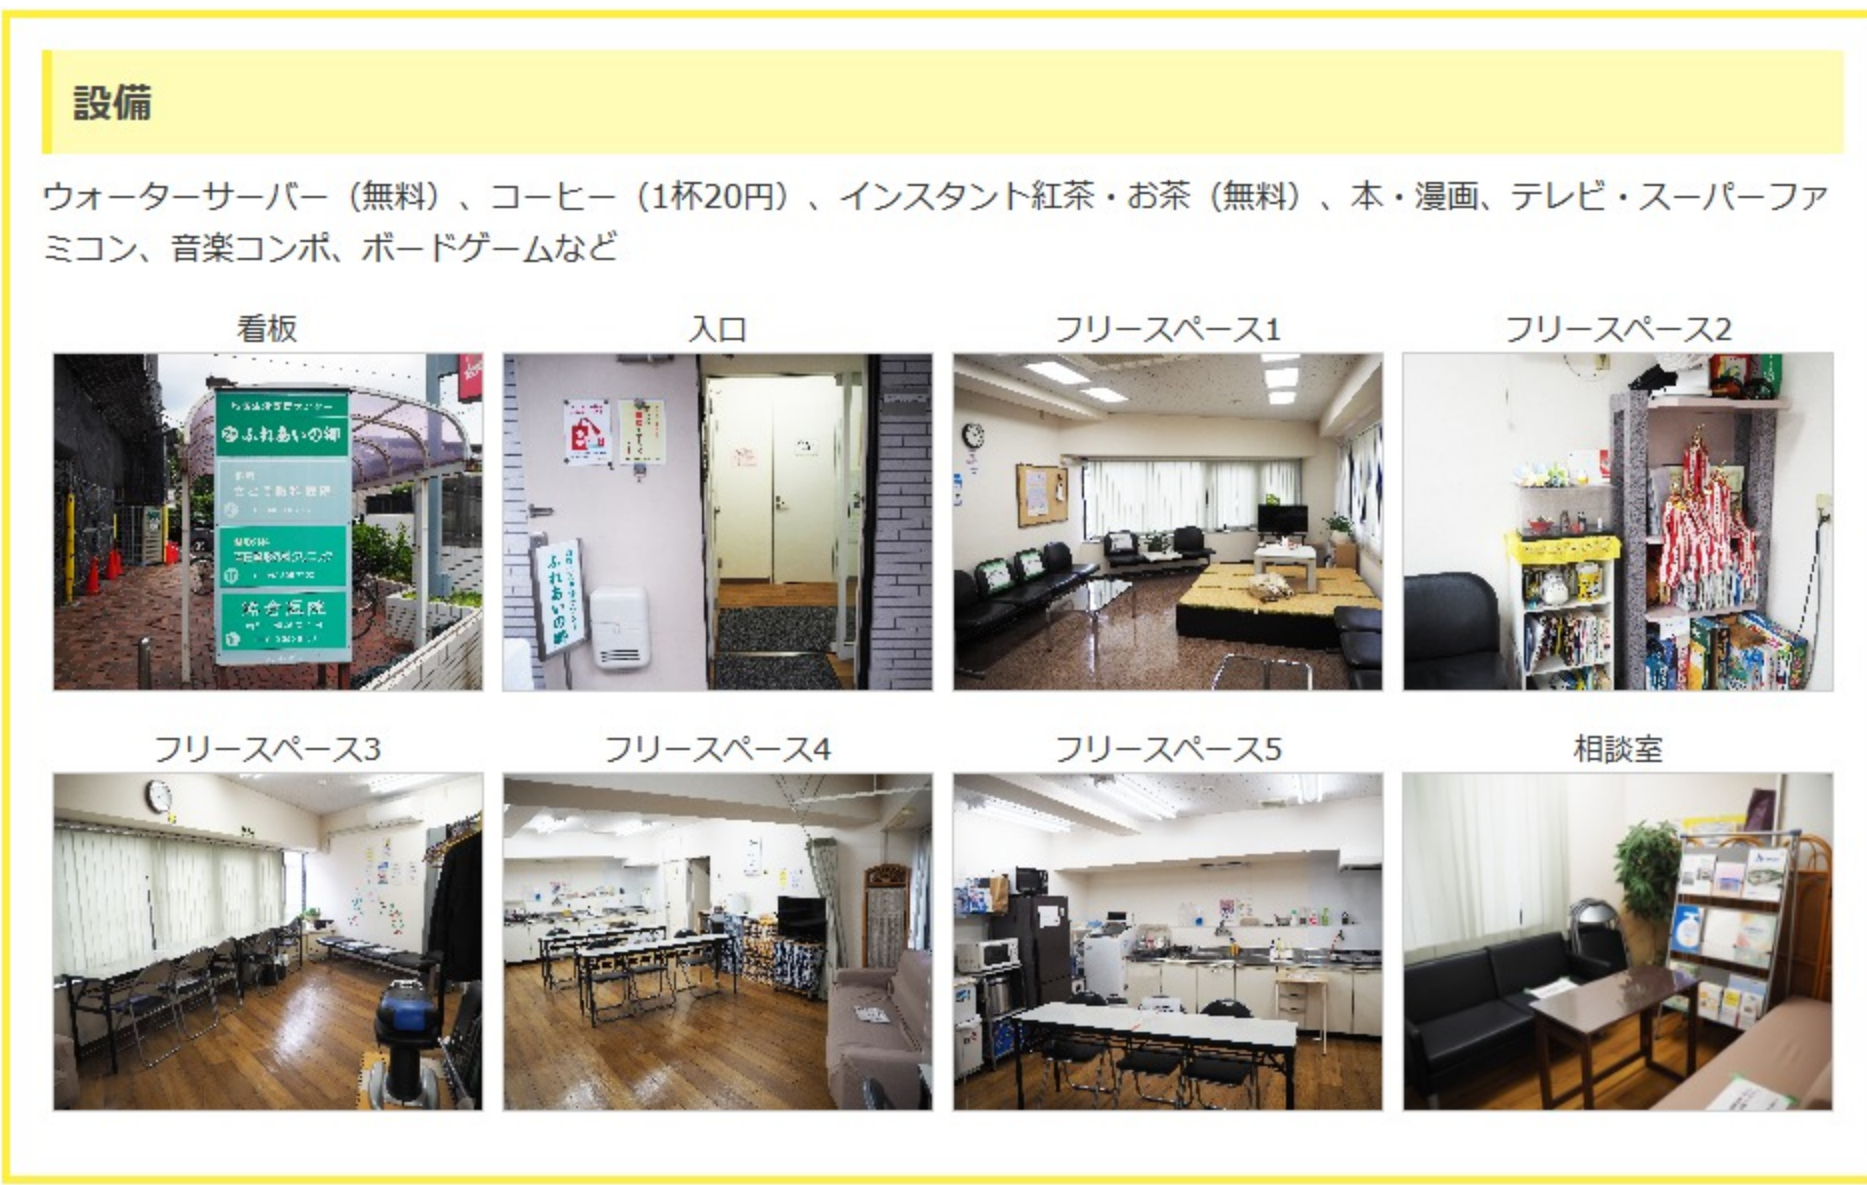 設備
ウォーターサーバー（無料）、コーヒー（1杯20円）、インスタント紅茶・お茶（無料）、本・漫画、テレビ・スーパーファ
ミコン、音楽コンポ、ボードゲームなど
看板
入口
フリースペース1
フリースペース2
ふれあいの郷
ふれあいの郷
フリースペース3
フリースペース4
フリースペース5
相談室